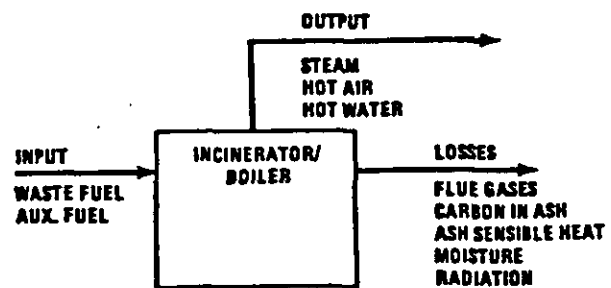 OUTPUT
STEAM
HOT AIR
HOT WATER
INPUT
WASTE FUEL
AUX. FUEL
INCINERATOR/
BOILER
LOSSES
FLUE GASES
CARBON IN ASH
ASH SENSIBLE HEAT
MOISTURE
RADIATION